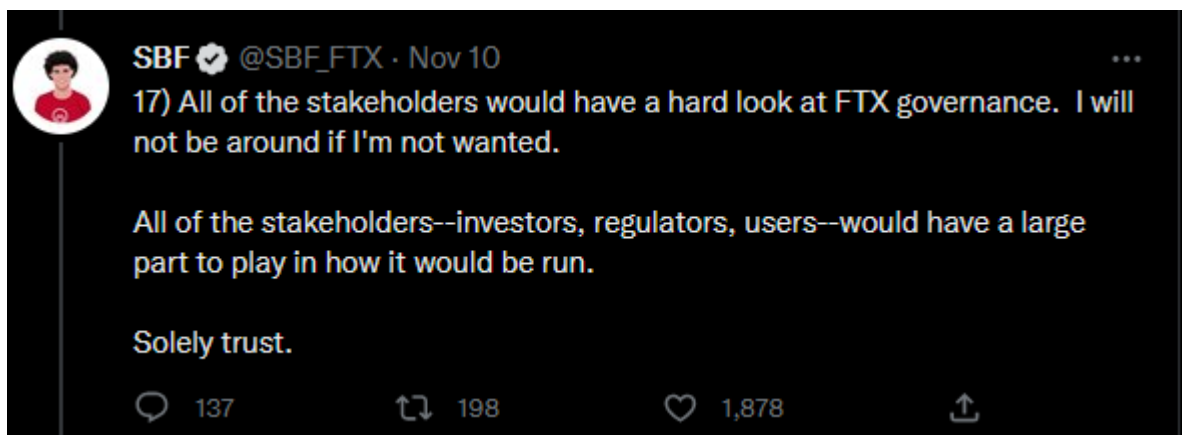 SBF @SBF_FTX · Nov 10
17) All of the stakeholders would have a hard look at FTX governance.  I will
not be around if I'm not wanted.
All of the stakeholders--investors, regulators, users--would have a large
part to play in how it would be run.
Solely trust.
137 198 1,878